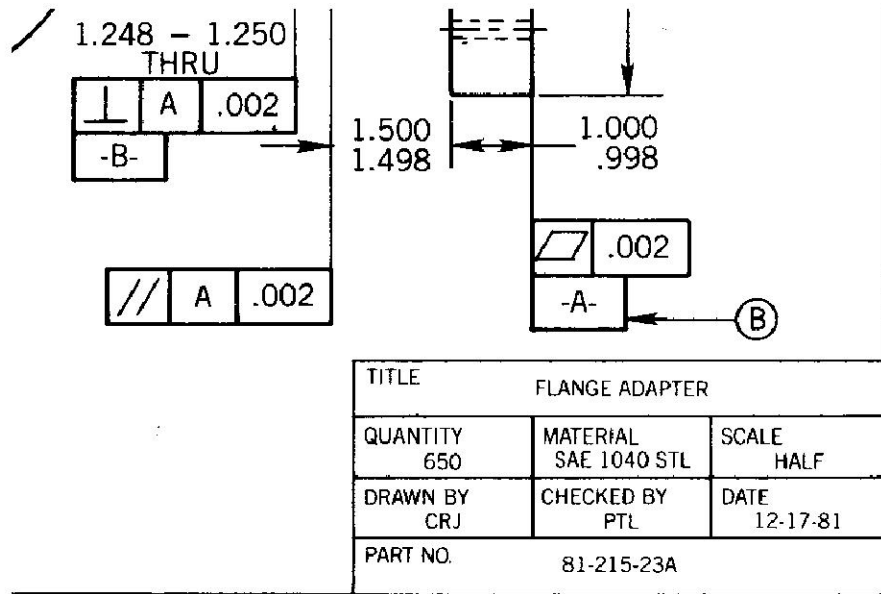 1.248 – 1.250
THRU
⊥ A .002
-B-
1.500
1.498
1.000
.998
⏥ .002
-A-
B
// A .002
TITLE
FLANGE ADAPTER
QUANTITY
650
MATERIAL
SAE 1040 STL
SCALE
HALF
DRAWN BY
CRJ
CHECKED BY
PTL
DATE
12-17-81
PART NO.
81-215-23A